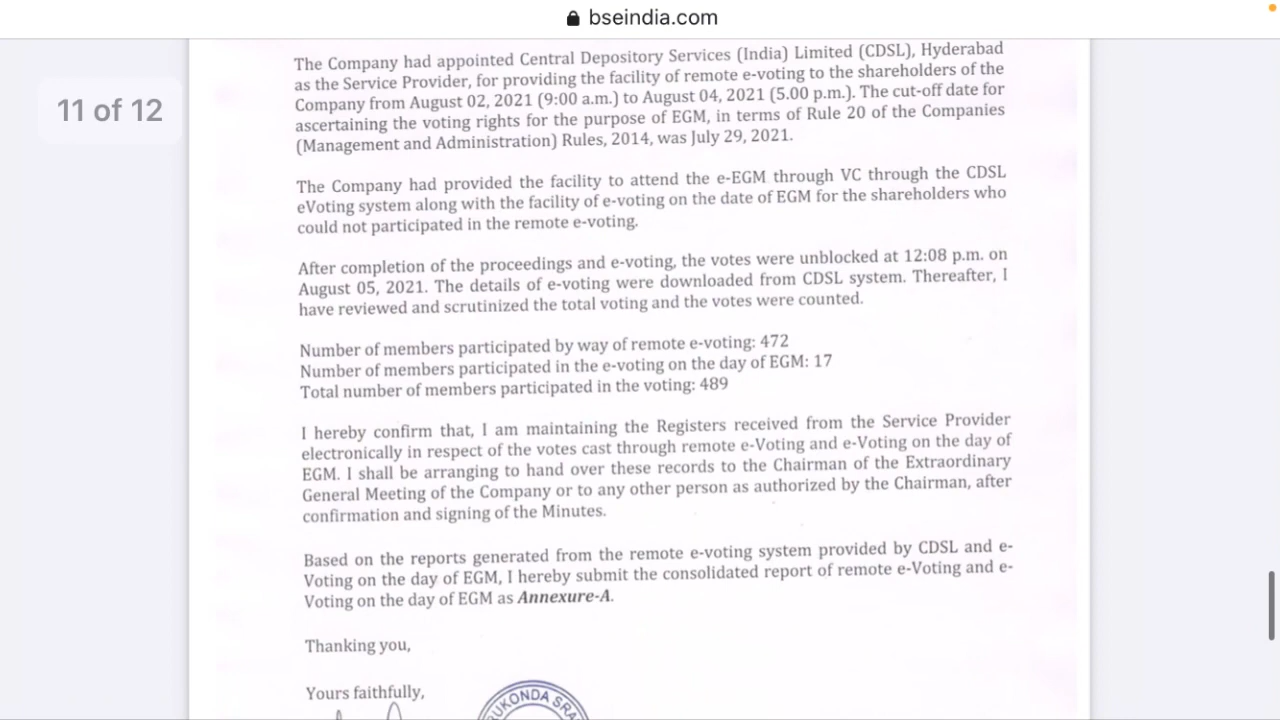 bseindia.com
11 of 12
The Company had appointed Central Depository Services (India) Limited (CDSL), Hyderabad
as the Service Provider, for providing the facility of remote e-voting to the shareholders of the
Company from August 02, 2021 (9:00 a.m.) to August 04, 2021 (5.00 p.m.). The cut-off date for
ascertaining the voting rights for the purpose of EGM, in terms of Rule 20 of the Companies
(Management and Administration) Rules, 2014, was July 29, 2021.
The Company had provided the facility to attend the e-EGM through VC through the CDSL
eVoting system along with the facility of e-voting on the date of EGM for the shareholders who
could not participated in the remote e-voting.
After completion of the proceedings and e-voting, the votes were unblocked at 12:08 p.m. on
August 05, 2021. The details of e-voting were downloaded from CDSL system. Thereafter, I
have reviewed and scrutinized the total voting and the votes were counted.
Number of members participated by way of remote e-voting: 472
Number of members participated in the e-voting on the day of EGM: 17
Total number of members participated in the voting: 489
I hereby confirm that, I am maintaining the Registers received from the Service Provider
electronically in respect of the votes cast through remote e-Voting and e-Voting on the day of
EGM. I shall be arranging to hand over these records to the Chairman of the Extraordinary
General Meeting of the Company or to any other person as authorized by the Chairman, after
confirmation and signing of the Minutes.
Based on the reports generated from the remote e-voting system provided by CDSL and e-
Voting on the day of EGM, I hereby submit the consolidated report of remote e-Voting and e-
Voting on the day of EGM as Annexure-A.
Thanking you,
Yours faithfully,